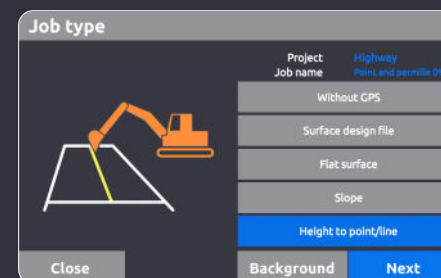 Job type
Project Highway
Job name Point and permille
Without GPS
Surface design file
Flat surface
Slope
Height to point/line
Close
Background
Next